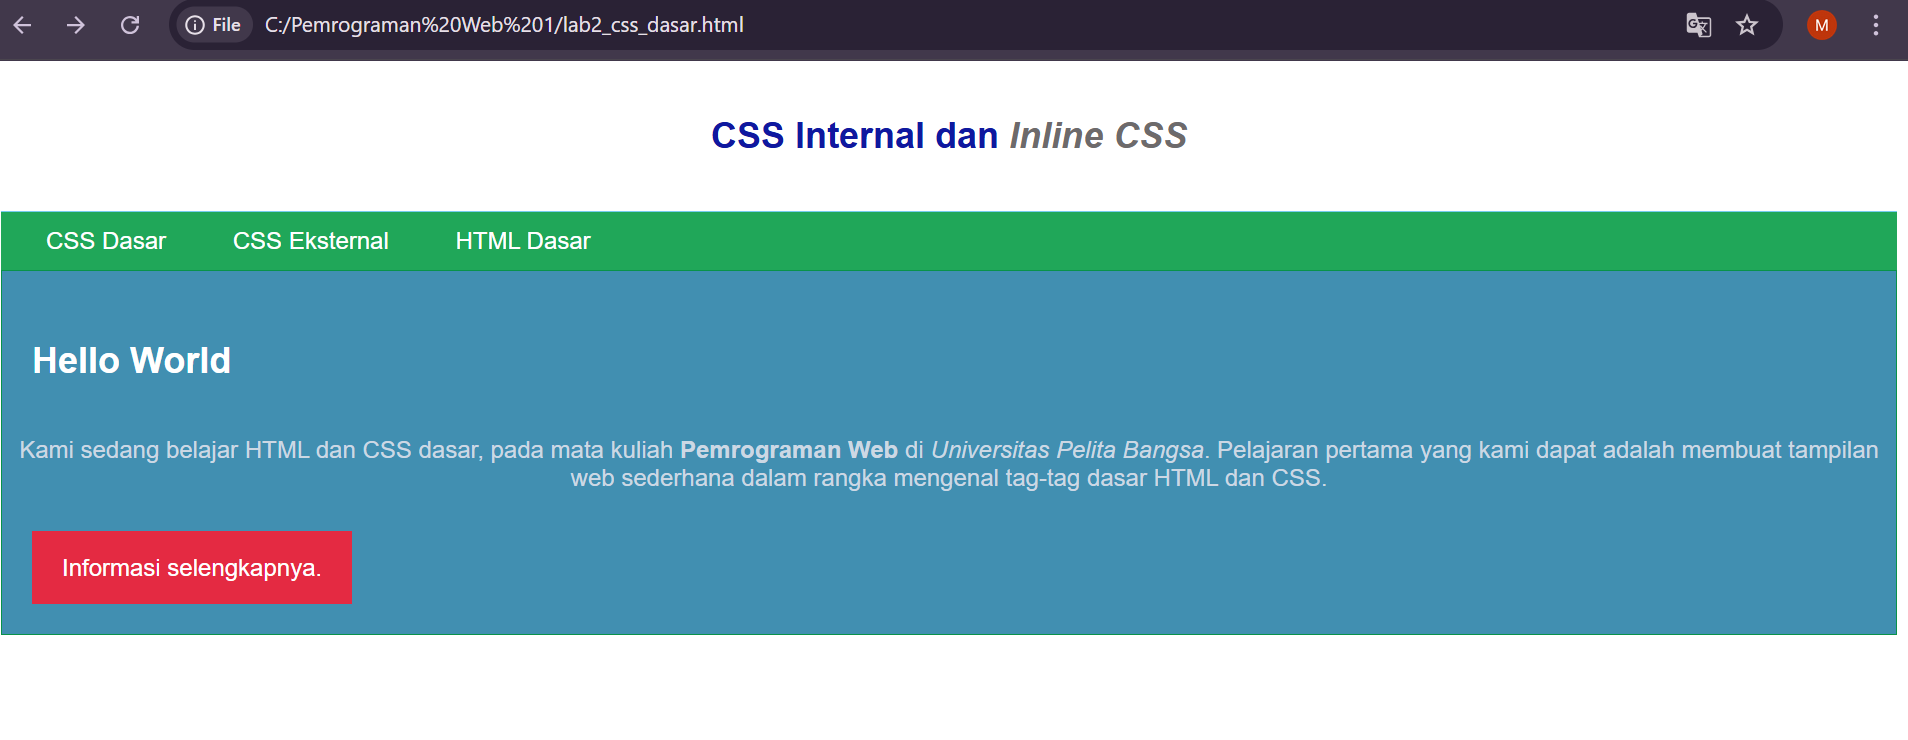 File C:/Pemrograman%20Web%201/lab2_css_dasar.html M
CSS Internal dan Inline CSS
CSS Dasar CSS Eksternal HTML Dasar
Hello World
Kami sedang belajar HTML dan CSS dasar, pada mata kuliah Pemrograman Web di Universitas Pelita Bangsa. Pelajaran pertama yang kami dapat adalah membuat tampilan
web sederhana dalam rangka mengenal tag-tag dasar HTML dan CSS.
Informasi selengkapnya.